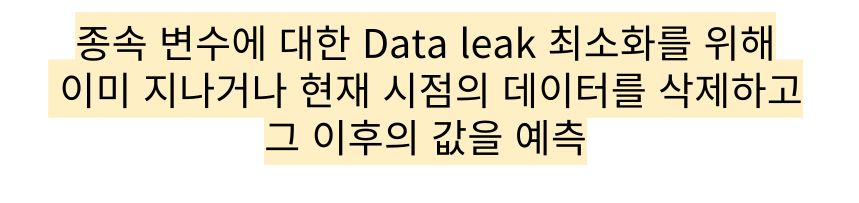 종속 변수에 대한 Data leak 최소화를 위해
이미 지나거나 현재 시점의 데이터를 삭제하고
그 이후의 값을 예측